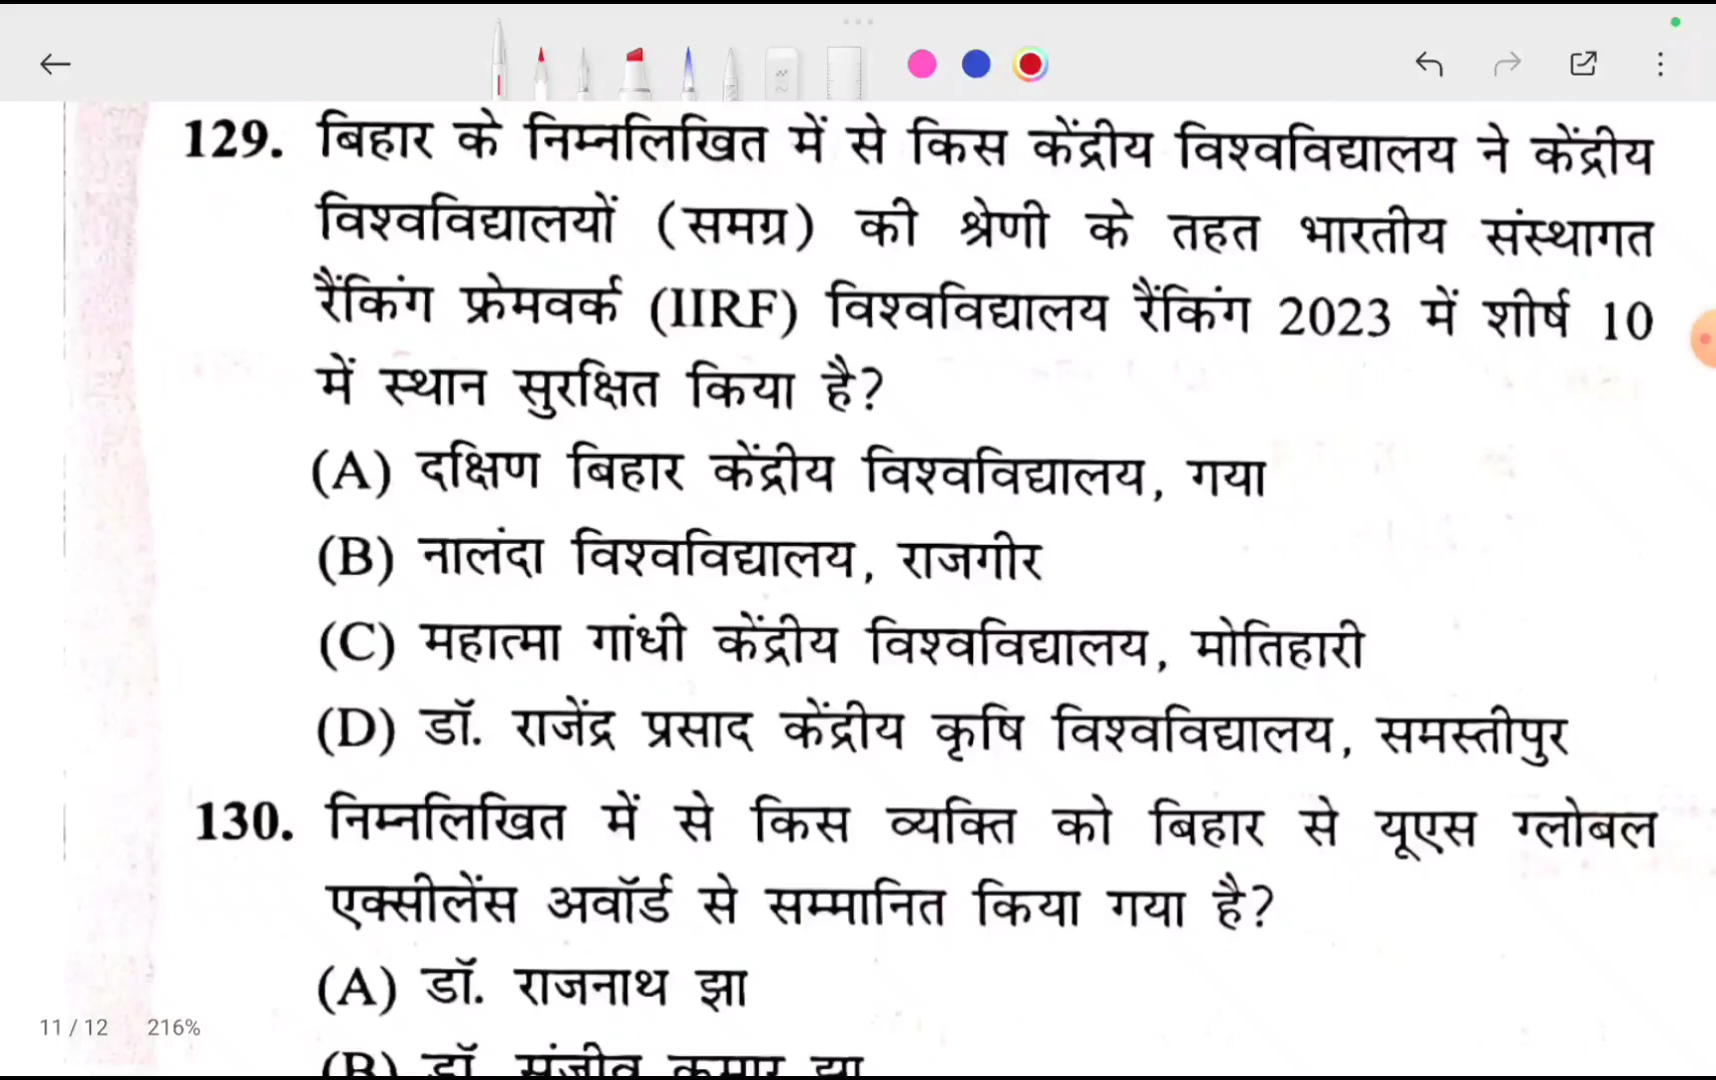 129. बिहार के निम्नलिखित में से किस केंद्रीय विश्वविद्यालय ने केंद्रीय
विश्वविद्यालयों (समग्र) की श्रेणी के तहत भारतीय संस्थागत
रैंकिंग फ्रेमवर्क (IIRF) विश्वविद्यालय रैंकिंग 2023 में शीर्ष 10
में स्थान सुरक्षित किया है?
(A) दक्षिण बिहार केंद्रीय विश्वविद्यालय, गया
(B) नालंदा विश्वविद्यालय, राजगीर
(C) महात्मा गांधी केंद्रीय विश्वविद्यालय, मोतिहारी
(D) डॉ. राजेंद्र प्रसाद केंद्रीय कृषि विश्वविद्यालय, समस्तीपुर
130. निम्नलिखित में से किस व्यक्ति को बिहार से यूएस ग्लोबल
एक्सीलेंस अवॉर्ड से सम्मानित किया गया है?
(A) डॉ. राजनाथ झा
11 / 12 216%
(B) डॉ संजीव कुमार झा